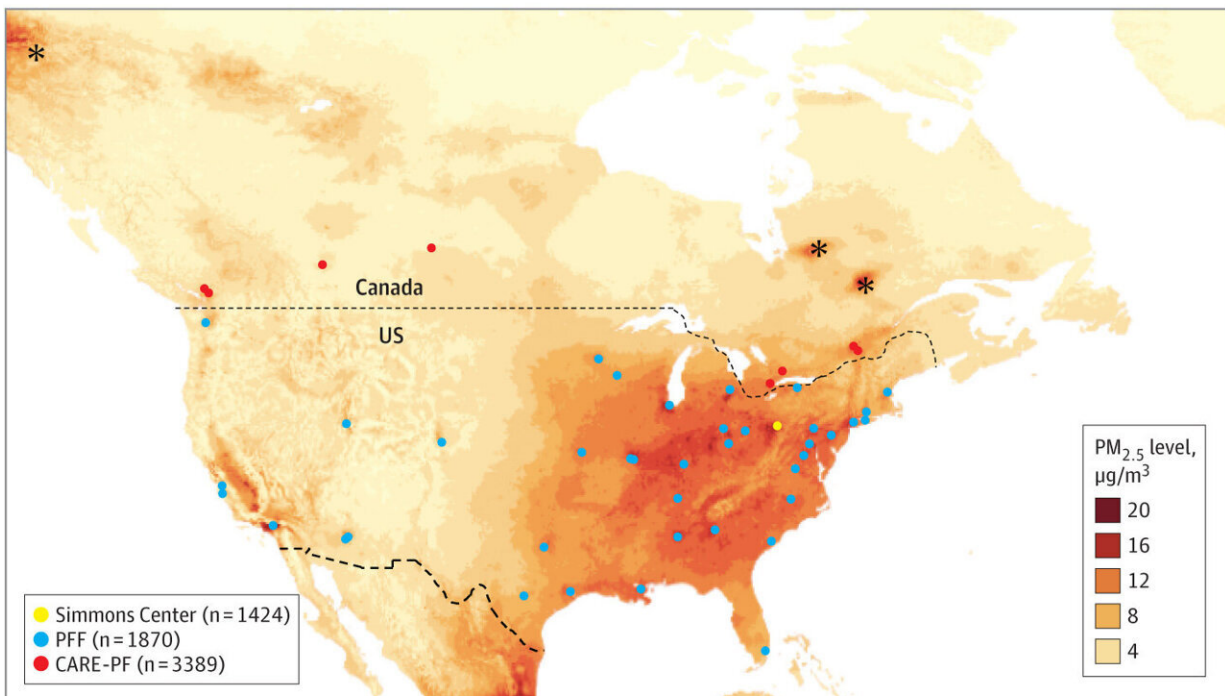 *
*
*
Canada
US
PM2.5 level,
μg/m3
20
16
12
8
4
Simmons Center (n=1424)
PFF (n=1870)
CARE-PF (n=3389)